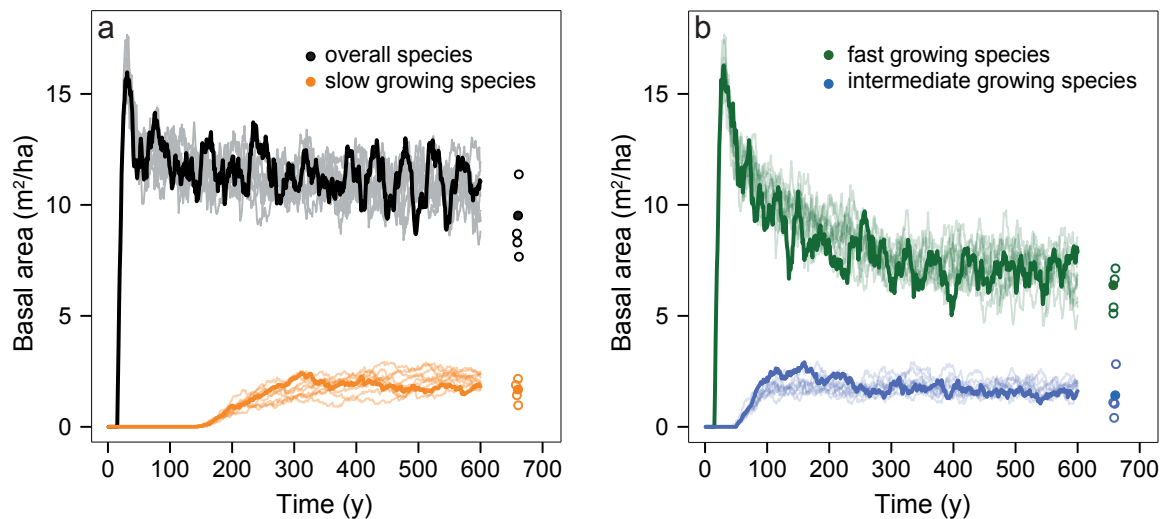 a
overall species
slow growing species
Basal area (m²/ha)
15
10
5
0
0 100 200 300 400 500 600 700
Time (y)
b
fast growing species
intermediate growing species
Basal area (m²/ha)
15
10
5
0
0 100 200 300 400 500 600 700
Time (y)